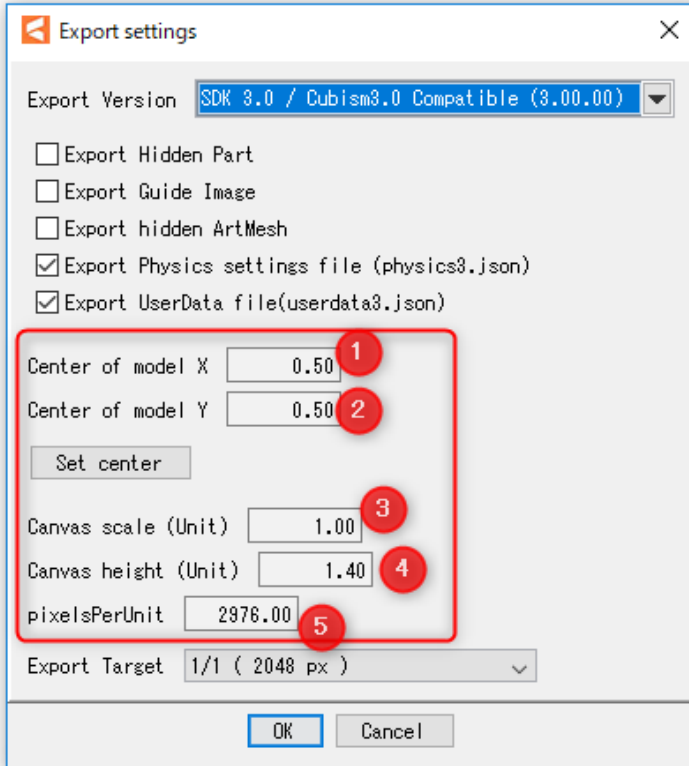 Export settings
Export Version SDK 3.0 / Cubism3.0 Compatible (3.00.00)
Export Hidden Part
Export Guide Image
Export hidden ArtMesh
Export Physics settings file (physics3.json)
Export UserData file(userdata3.json)
Center of model X 0.50 1
Center of model Y 0.50 2
Set center
Canvas scale (Unit) 1.00 3
Canvas height (Unit) 1.40 4
pixelsPerUnit 2976.00 5
Export Target 1/1 ( 2048 px )
OK Cancel